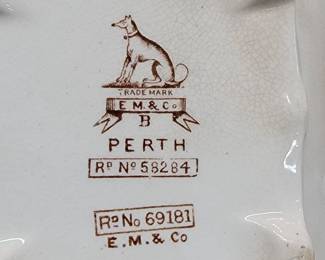 TRADE MARK
E.M.& Co
B
PERTH
RD No 58284
RD No 69181
E.M.& Co